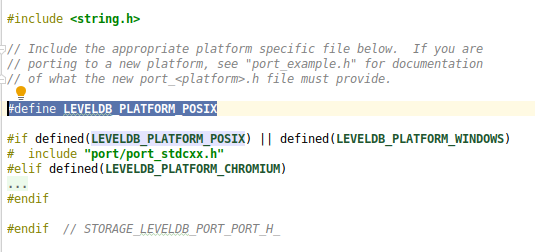 #include <string.h>
// Include the appropriate platform specific file below.  If you are
// porting to a new platform, see "port_example.h" for documentation
// of what the new port_<platform>.h file must provide.
#define LEVELDB_PLATFORM_POSIX
#if defined(LEVELDB_PLATFORM_POSIX) || defined(LEVELDB_PLATFORM_WINDOWS)
#  include "port/port_stdcxx.h"
#elif defined(LEVELDB_PLATFORM_CHROMIUM)
...
#endif
#endif  // STORAGE_LEVELDB_PORT_PORT_H_